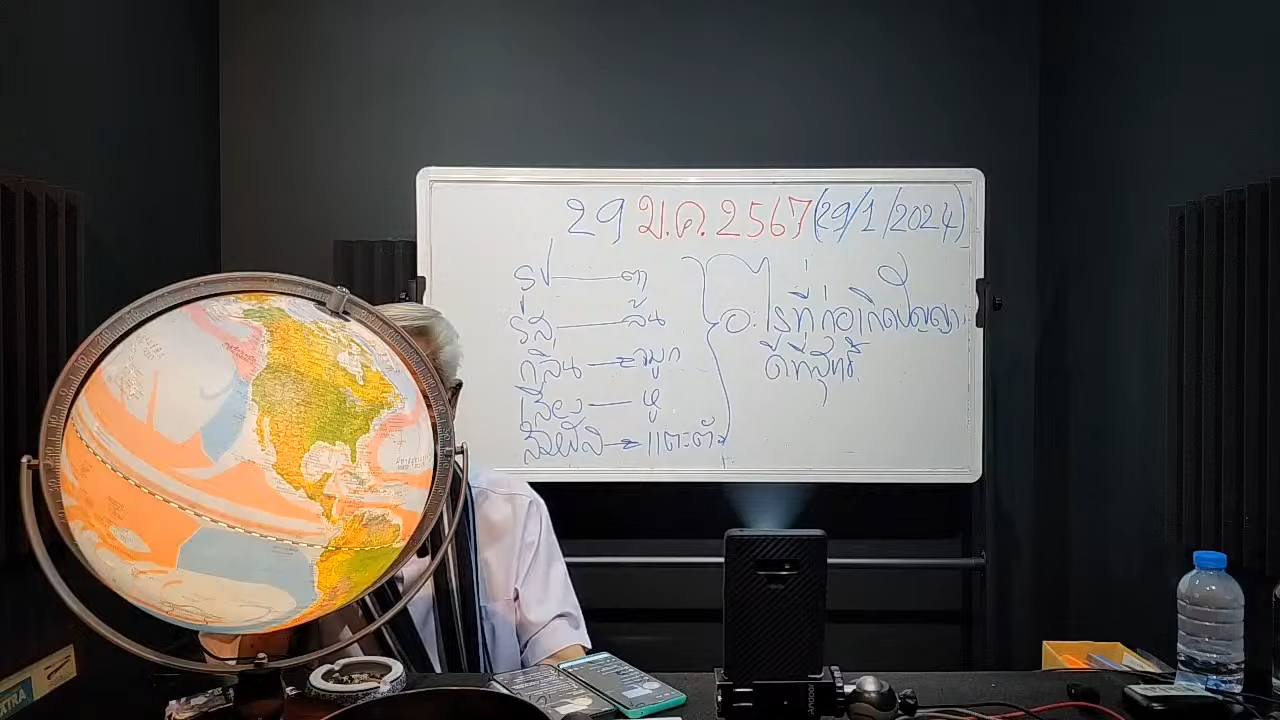 29 ม.ค. 2567 (29/1/2024)
รูป — ตา
รส — ลิ้น
กลิ่น — จมูก
เสียง — หู
สัมผัส — แตะต้อง
อะไรที่ก่อเกิดปัญญา
ดีที่สุด
Andoer